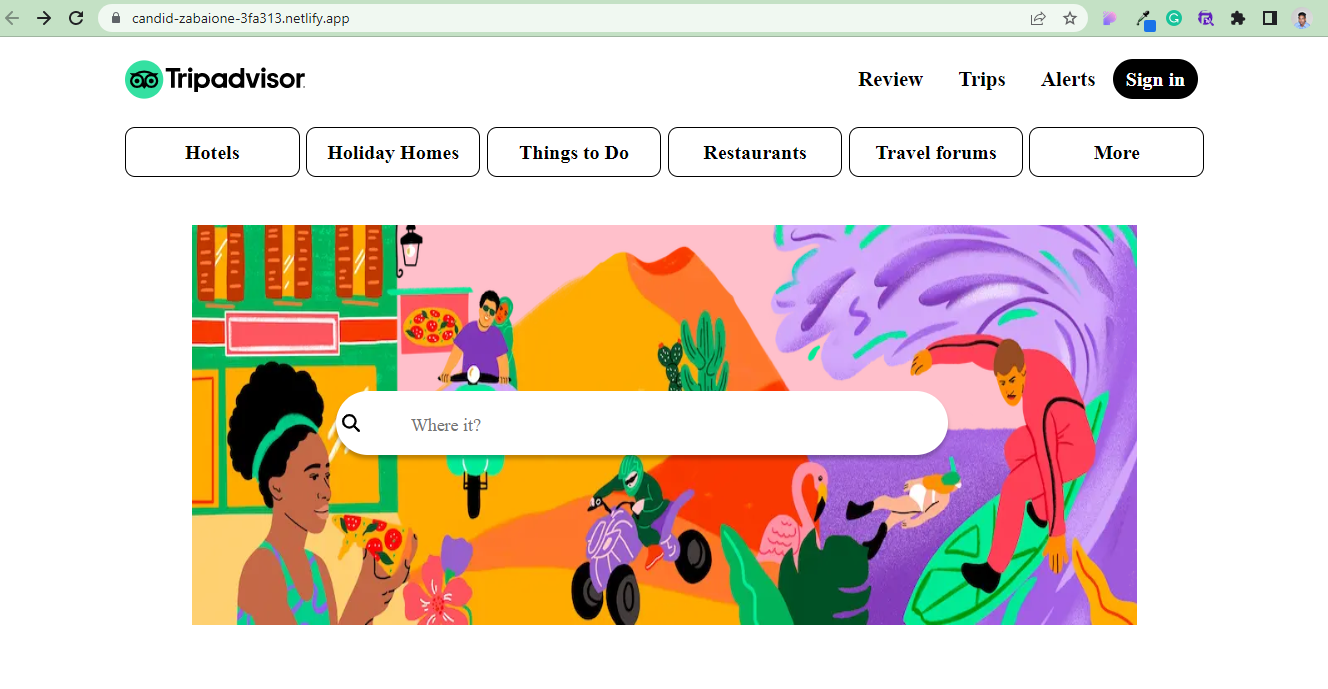 candid-zabaione-3fa313.netlify.app
Tripadvisor
Review Trips Alerts Sign in
Hotels Holiday Homes Things to Do Restaurants Travel forums More
Where it?